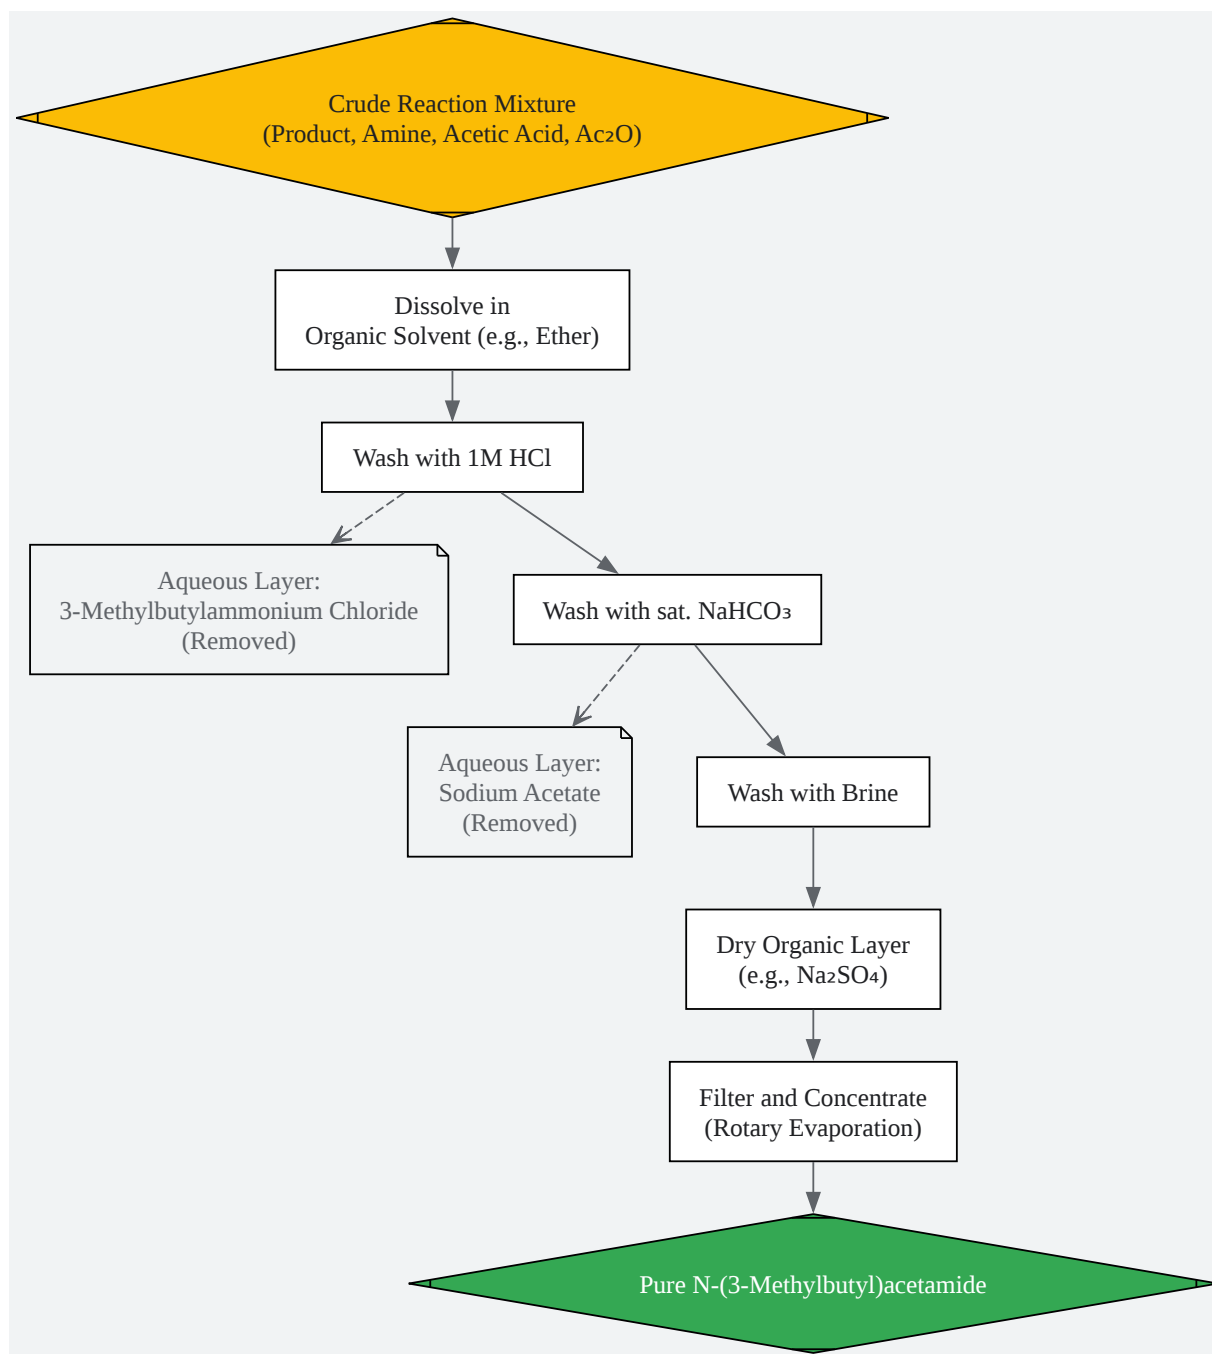 Crude Reaction Mixture
(Product, Amine, Acetic Acid, Ac₂O)
Dissolve in
Organic Solvent (e.g., Ether)
Wash with 1M HCl
Aqueous Layer:
3-Methylbutylammonium Chloride
(Removed)
Wash with sat. NaHCO₃
Aqueous Layer:
Sodium Acetate
(Removed)
Wash with Brine
Dry Organic Layer
(e.g., Na₂SO₄)
Filter and Concentrate
(Rotary Evaporation)
Pure N-(3-Methylbutyl)acetamide